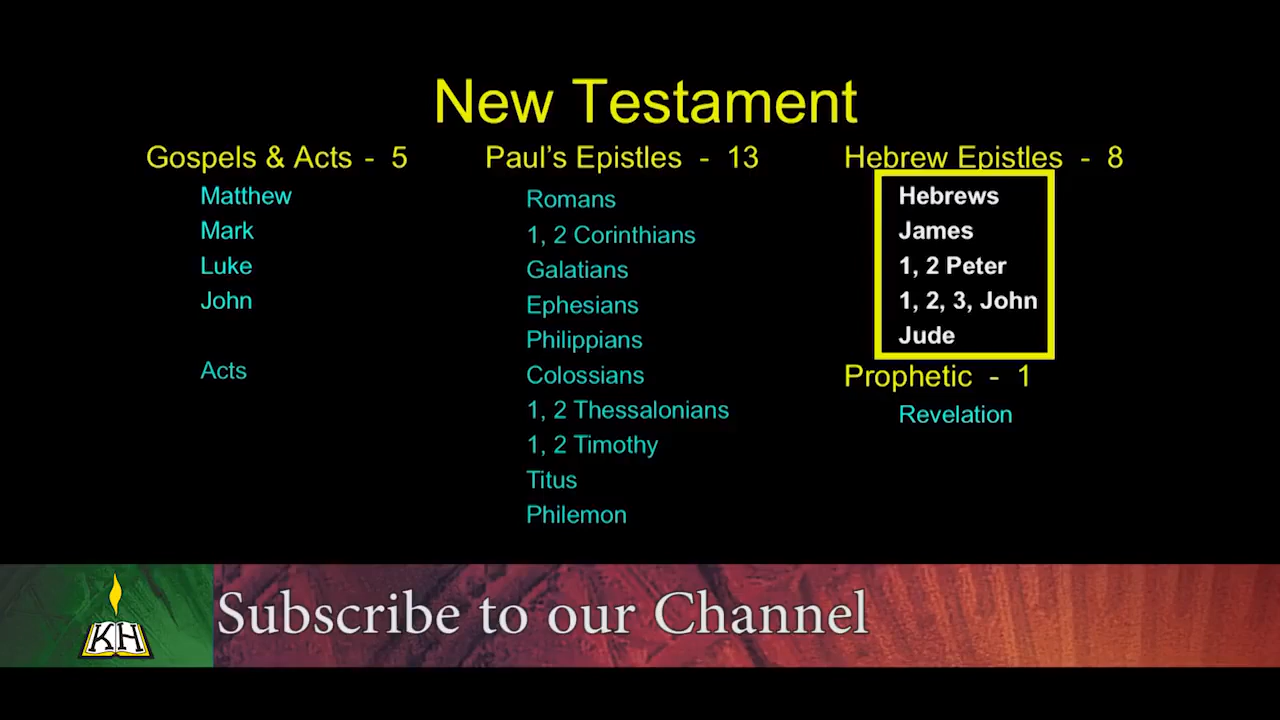 New Testament
Gospels & Acts - 5
Matthew
Mark
Luke
John
Acts
Paul’s Epistles - 13
Romans
1, 2 Corinthians
Galatians
Ephesians
Philippians
Colossians
1, 2 Thessalonians
1, 2 Timothy
Titus
Philemon
Hebrew Epistles - 8
Hebrews
James
1, 2 Peter
1, 2, 3, John
Jude
Prophetic - 1
Revelation
KH
Subscribe to our Channel